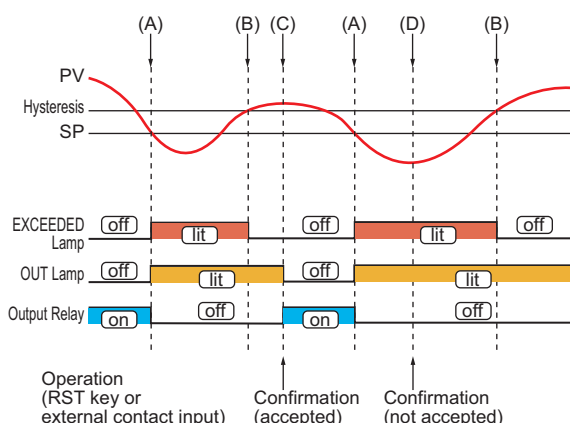 (A) (B) (C) (A) (D) (B)
PV
Hysteresis
SP
off off off
EXCEEDED
Lamp
lit lit
OUT Lamp
off off
lit lit
Output Relay
on off on off
Operation
(RST key or
external contact input)
Confirmation
(accepted)
Confirmation
(not accepted)